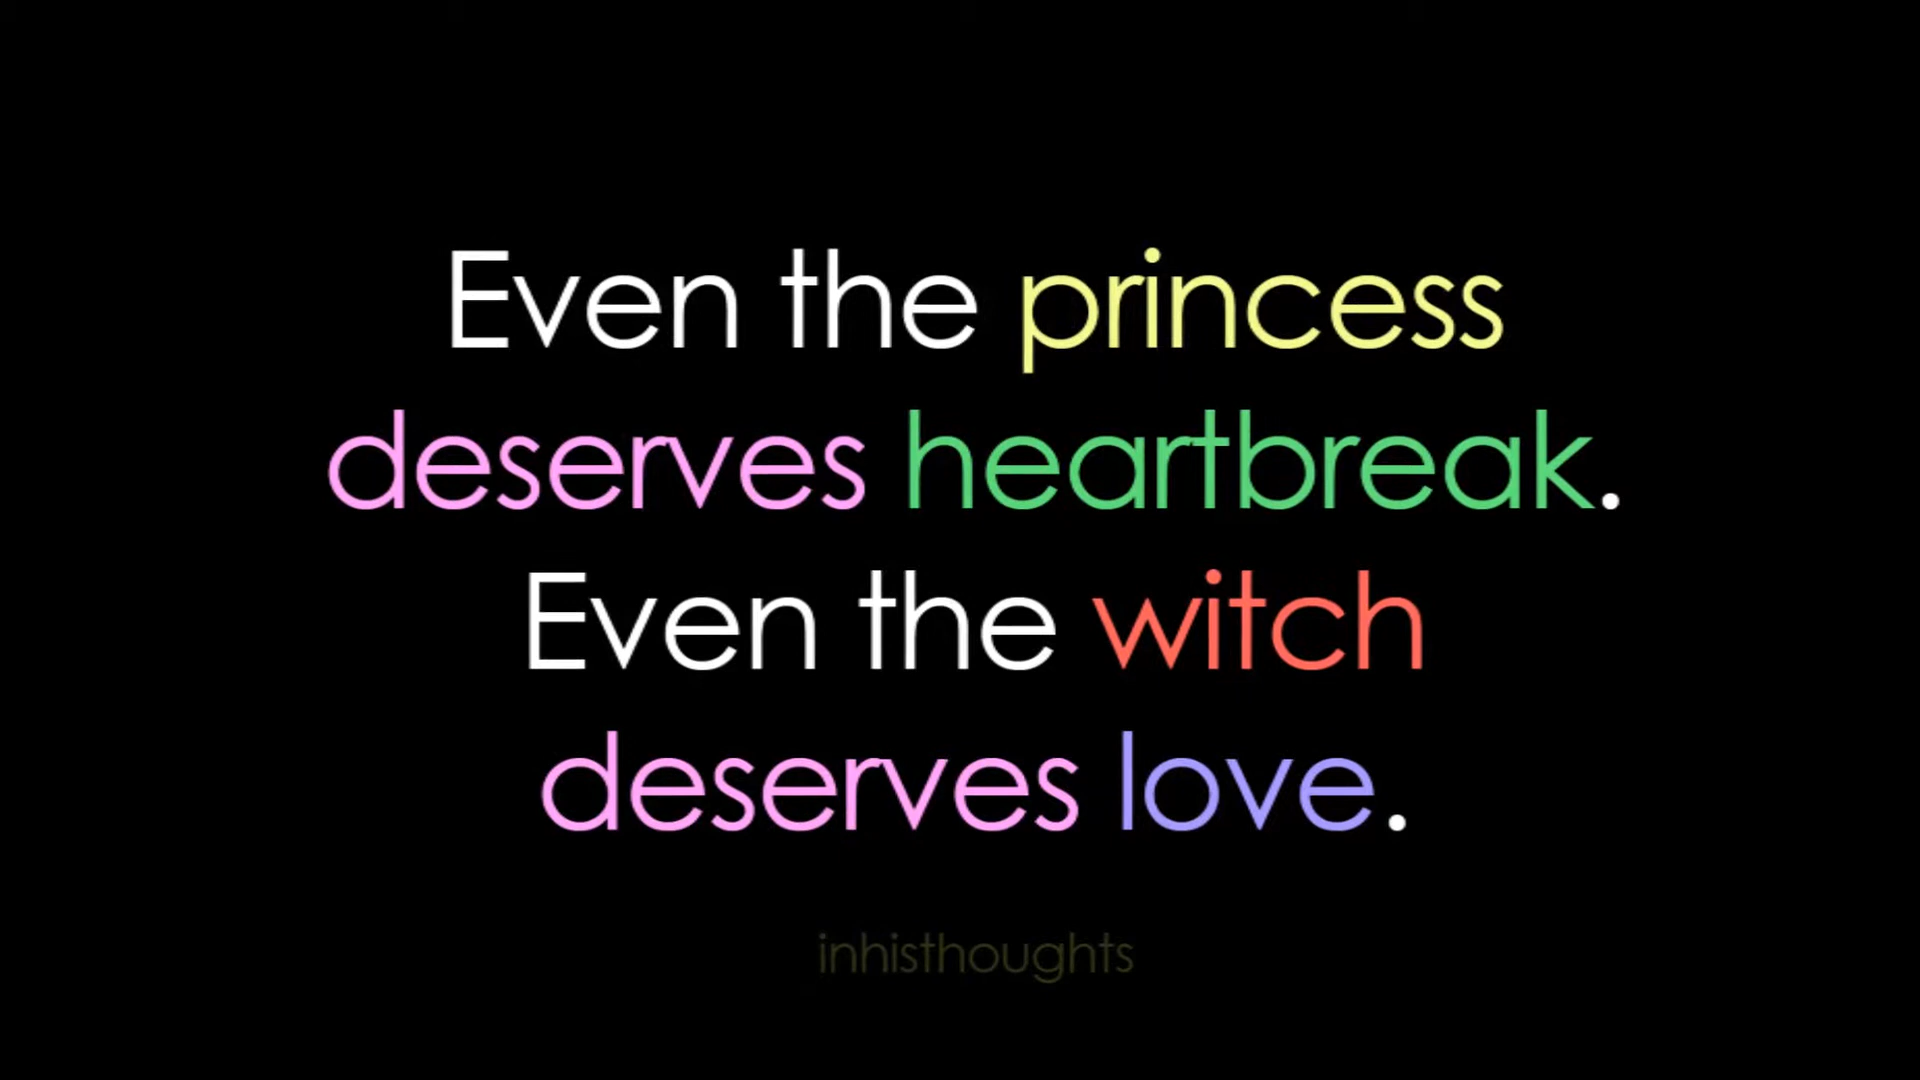 Even the princess
deserves heartbreak.
Even the witch
deserves love.
inhisthoughts